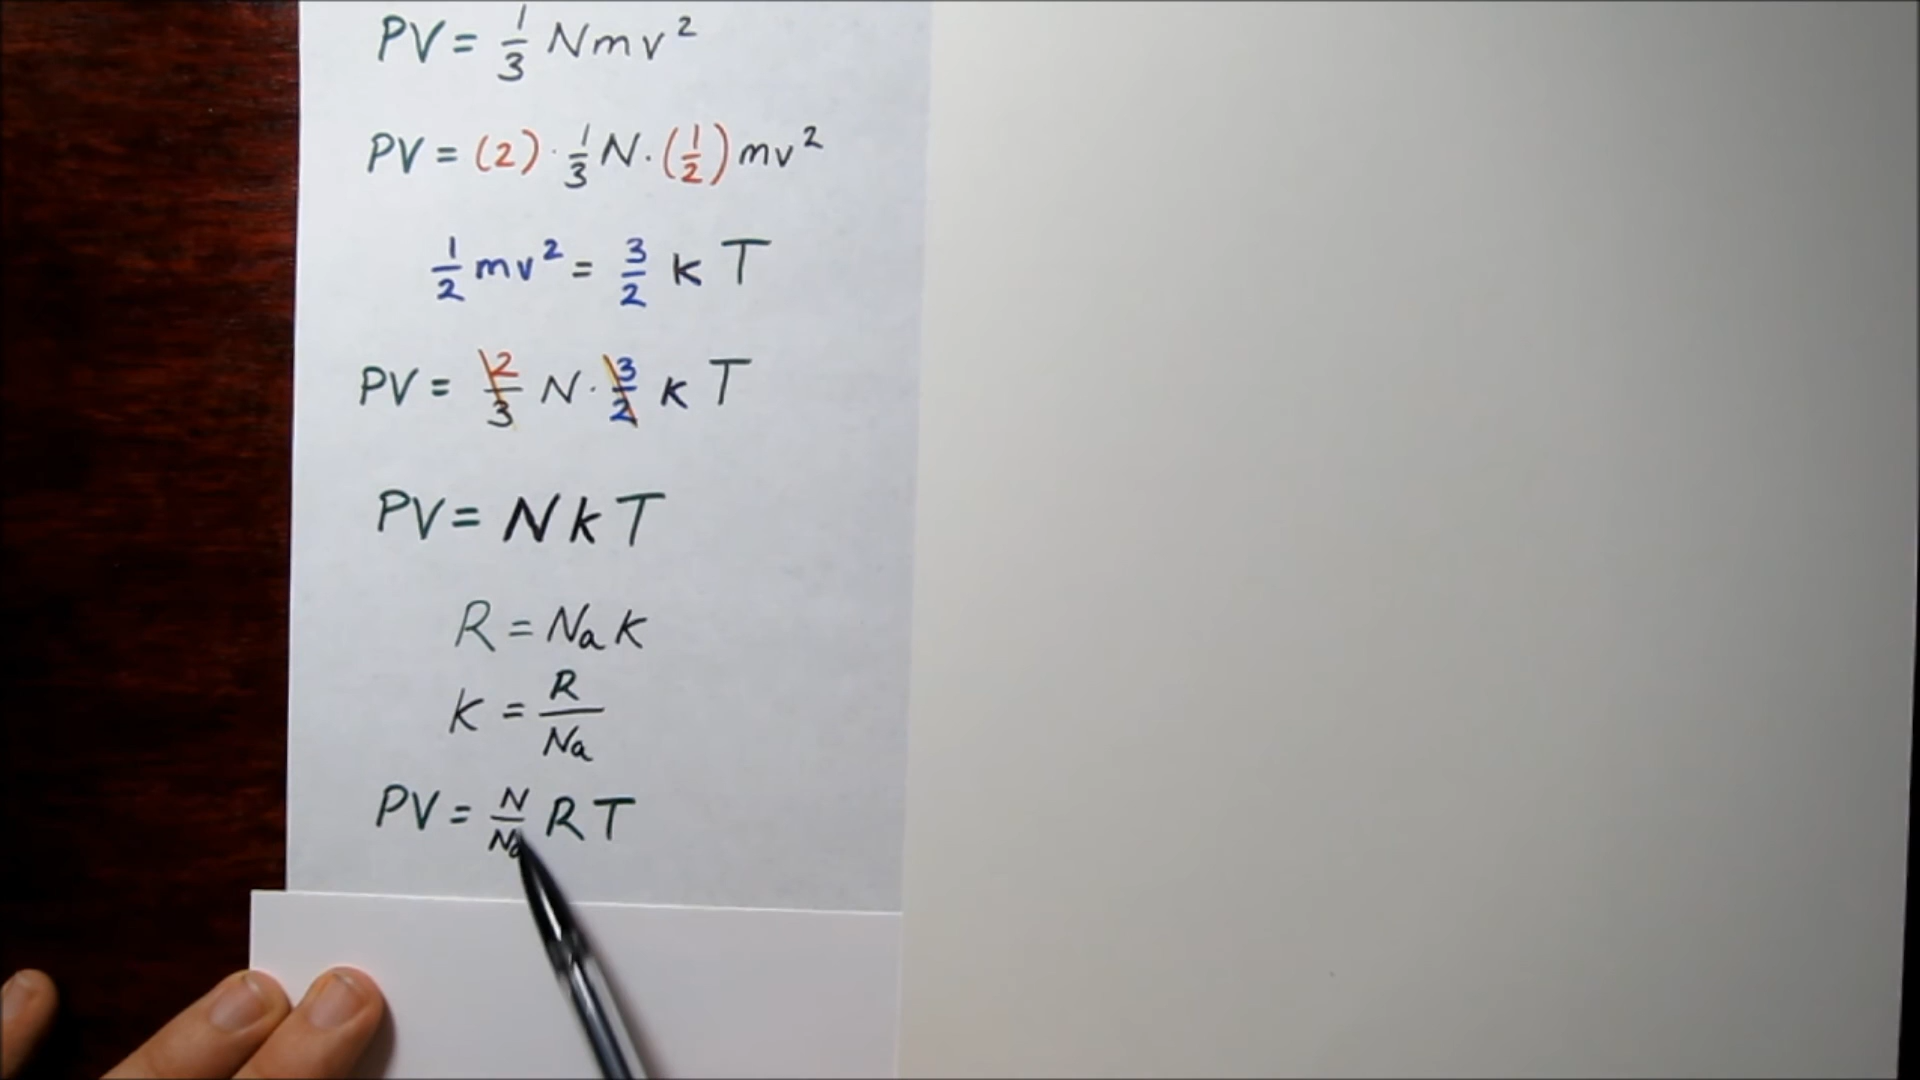 PV = 1/3 Nmv²
PV = (2) · 1/3 N · (1/2) mv²
1/2 mv² = 3/2 k T
PV = 2/3 N · 3/2 k T
PV = NkT
R = Na k
k = R/Na
PV = N/Na RT